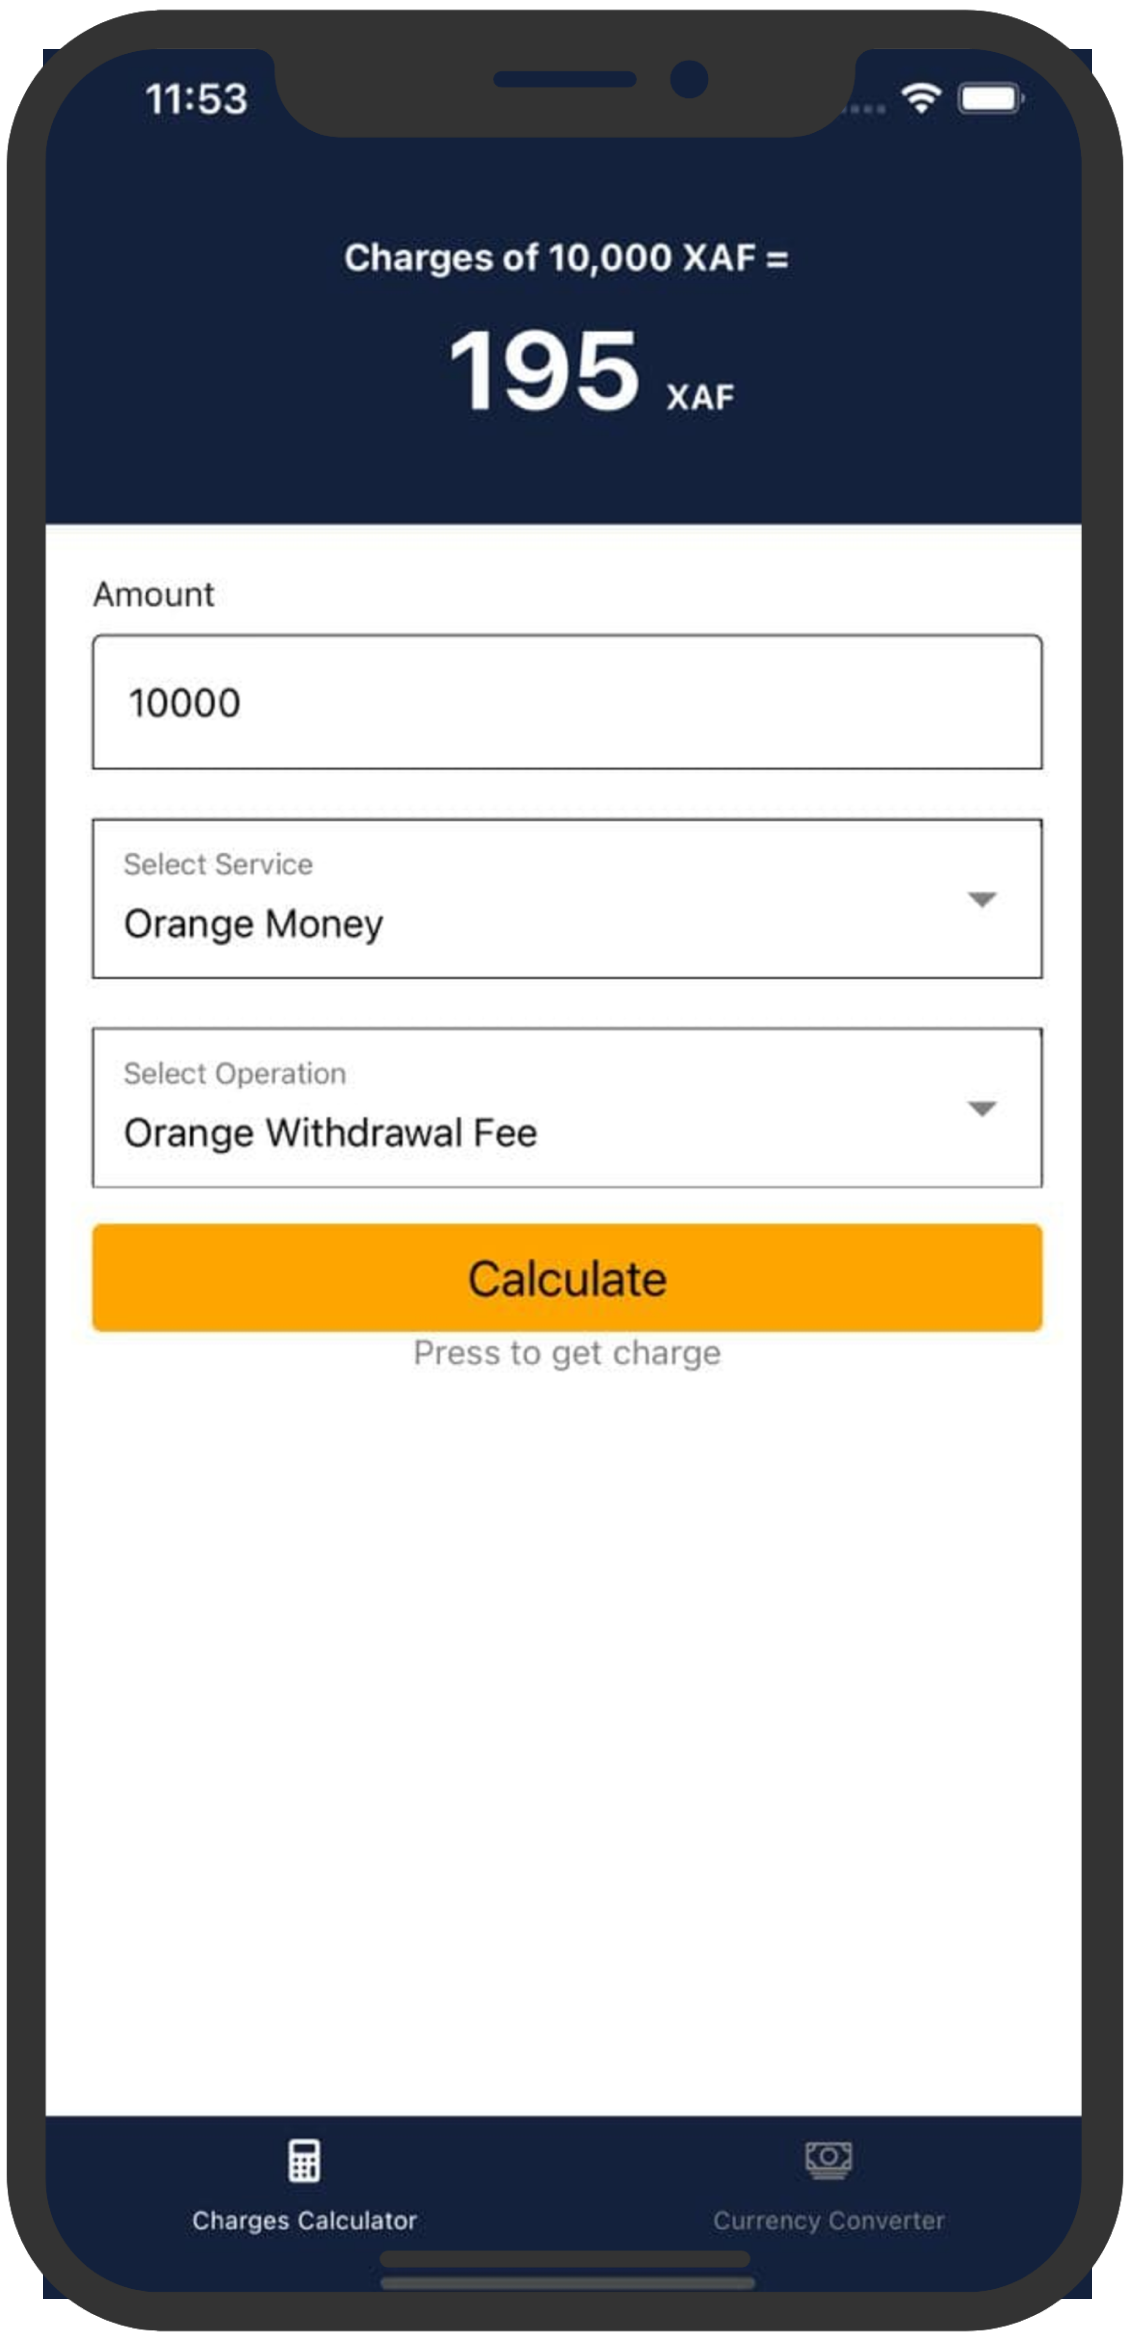 11:53
Charges of 10,000 XAF =
195 XAF
Amount
10000
Select Service
Orange Money
Select Operation
Orange Withdrawal Fee
Calculate
Press to get charge
Charges Calculator
Currency Converter